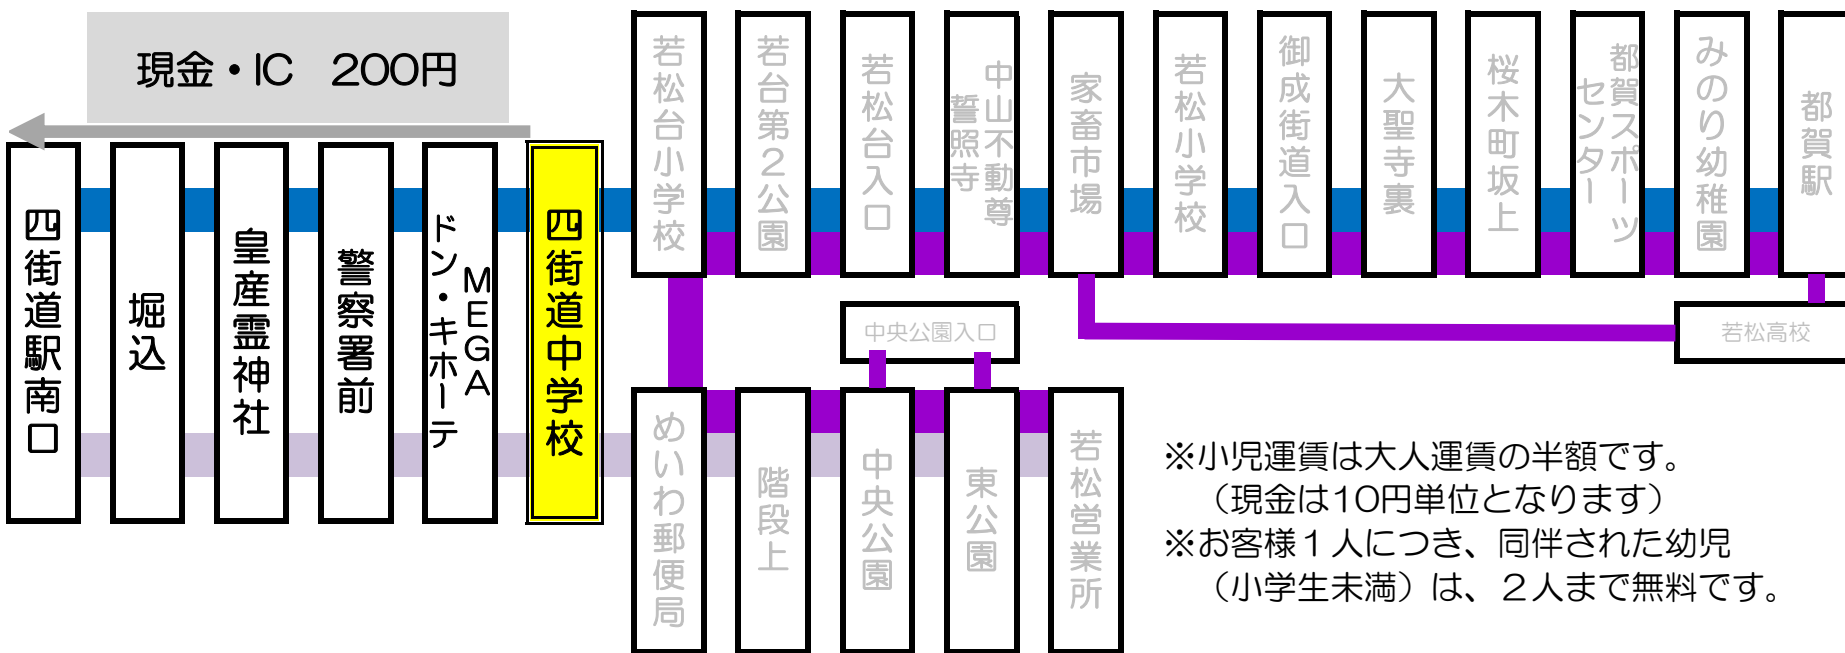 現金・IC 200円
四街道駅南口
堀込
皇産霊神社
警察署前
MEGA
ドン・キホーテ
四街道中学校
若松台小学校
若台第2公園
若松台入口
中山不動尊
誓照寺
家畜市場
若松小学校
御成街道入口
大聖寺裏
桜木町坂上
都賀スポーツ
センター
みのり幼稚園
都賀駅
中央公園入口
若松高校
めいわ郵便局
階段上
中央公園
東公園
若松営業所
※小児運賃は大人運賃の半額です。
（現金は10円単位となります）
※お客様１人につき、同伴された幼児
（小学生未満）は、２人まで無料です。